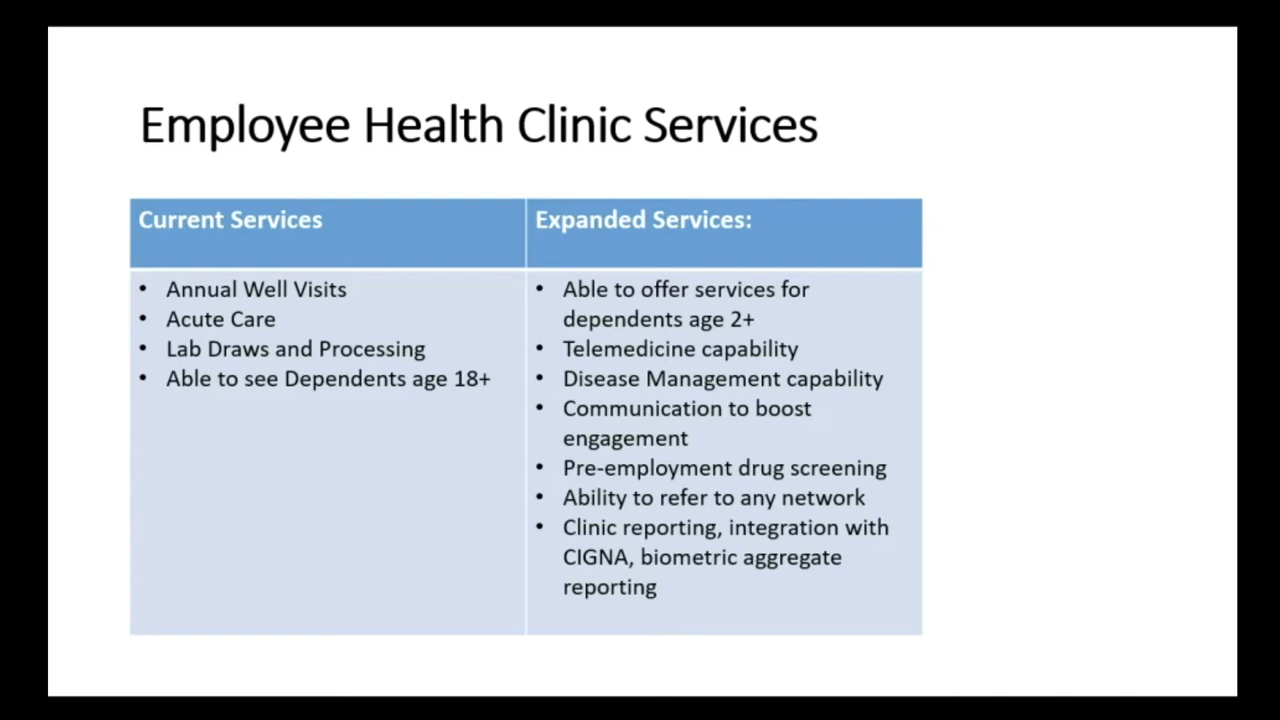 Employee Health Clinic Services
Current Services
• Annual Well Visits
• Acute Care
• Lab Draws and Processing
• Able to see Dependents age 18+
Expanded Services:
• Able to offer services for
dependents age 2+
• Telemedicine capability
• Disease Management capability
• Communication to boost
engagement
• Pre-employment drug screening
• Ability to refer to any network
• Clinic reporting, integration with
CIGNA, biometric aggregate
reporting